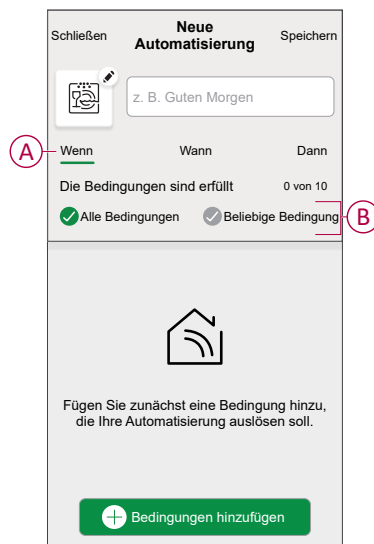 Schließen Neue Automatisierung Speichern
z. B. Guten Morgen
A Wenn Wann Dann
Die Bedingungen sind erfüllt 0 von 10
Alle Bedingungen Beliebige Bedingung B
Fügen Sie zunächst eine Bedingung hinzu,
die Ihre Automatisierung auslösen soll.
Bedingungen hinzufügen